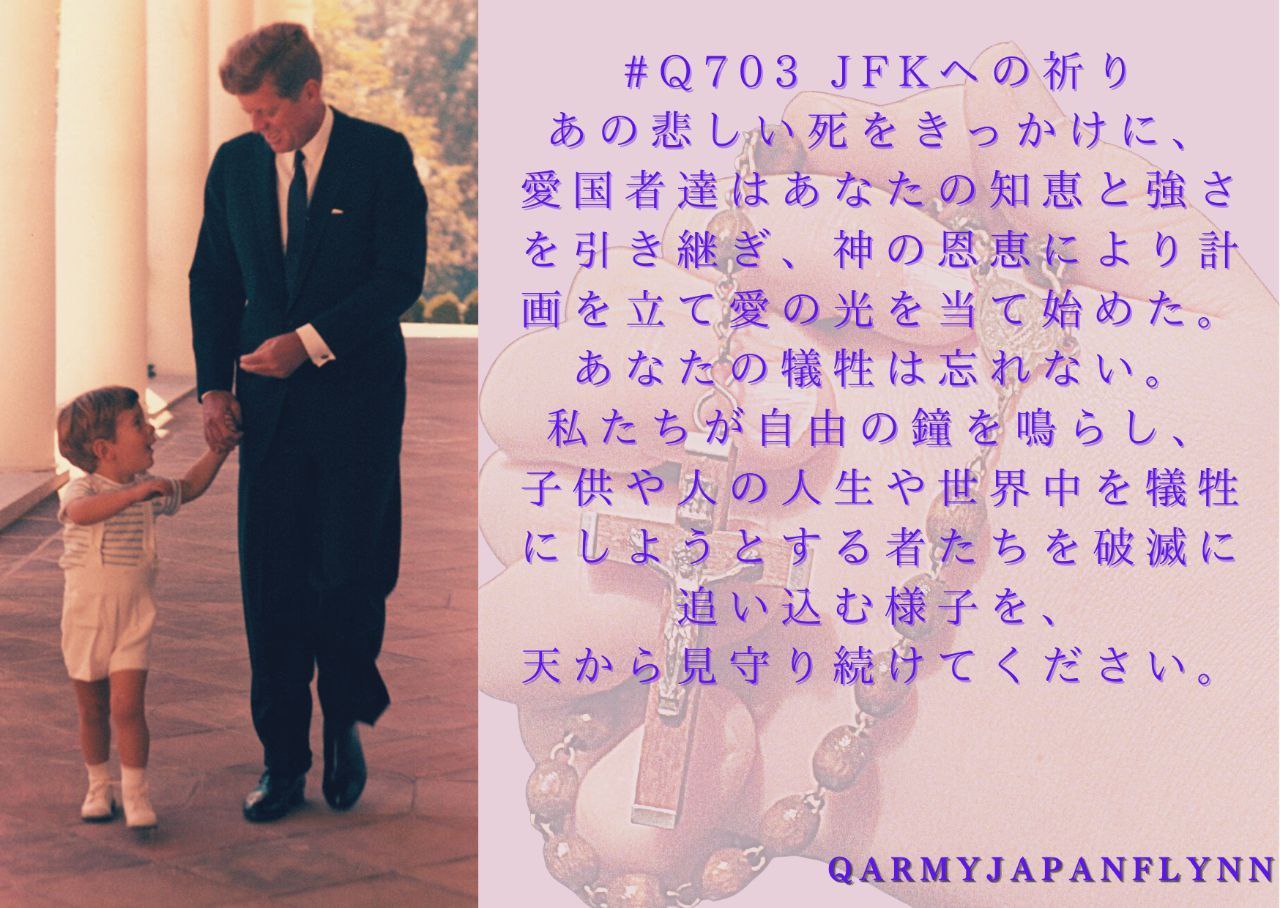 #Q703 JFKへの祈り
あの悲しい死をきっかけに、
愛国者達はあなたの知恵と強さ
を引き継ぎ、神の恩恵により計
画を立て愛の光を当て始めた。
あなたの犠牲は忘れない。
私たちが自由の鐘を鳴らし、
子供や人の人生や世界中を犠牲
にしようとする者たちを破滅に
追い込む様子を、
天から見守り続けてください。
QARMYJAPANFLYNN